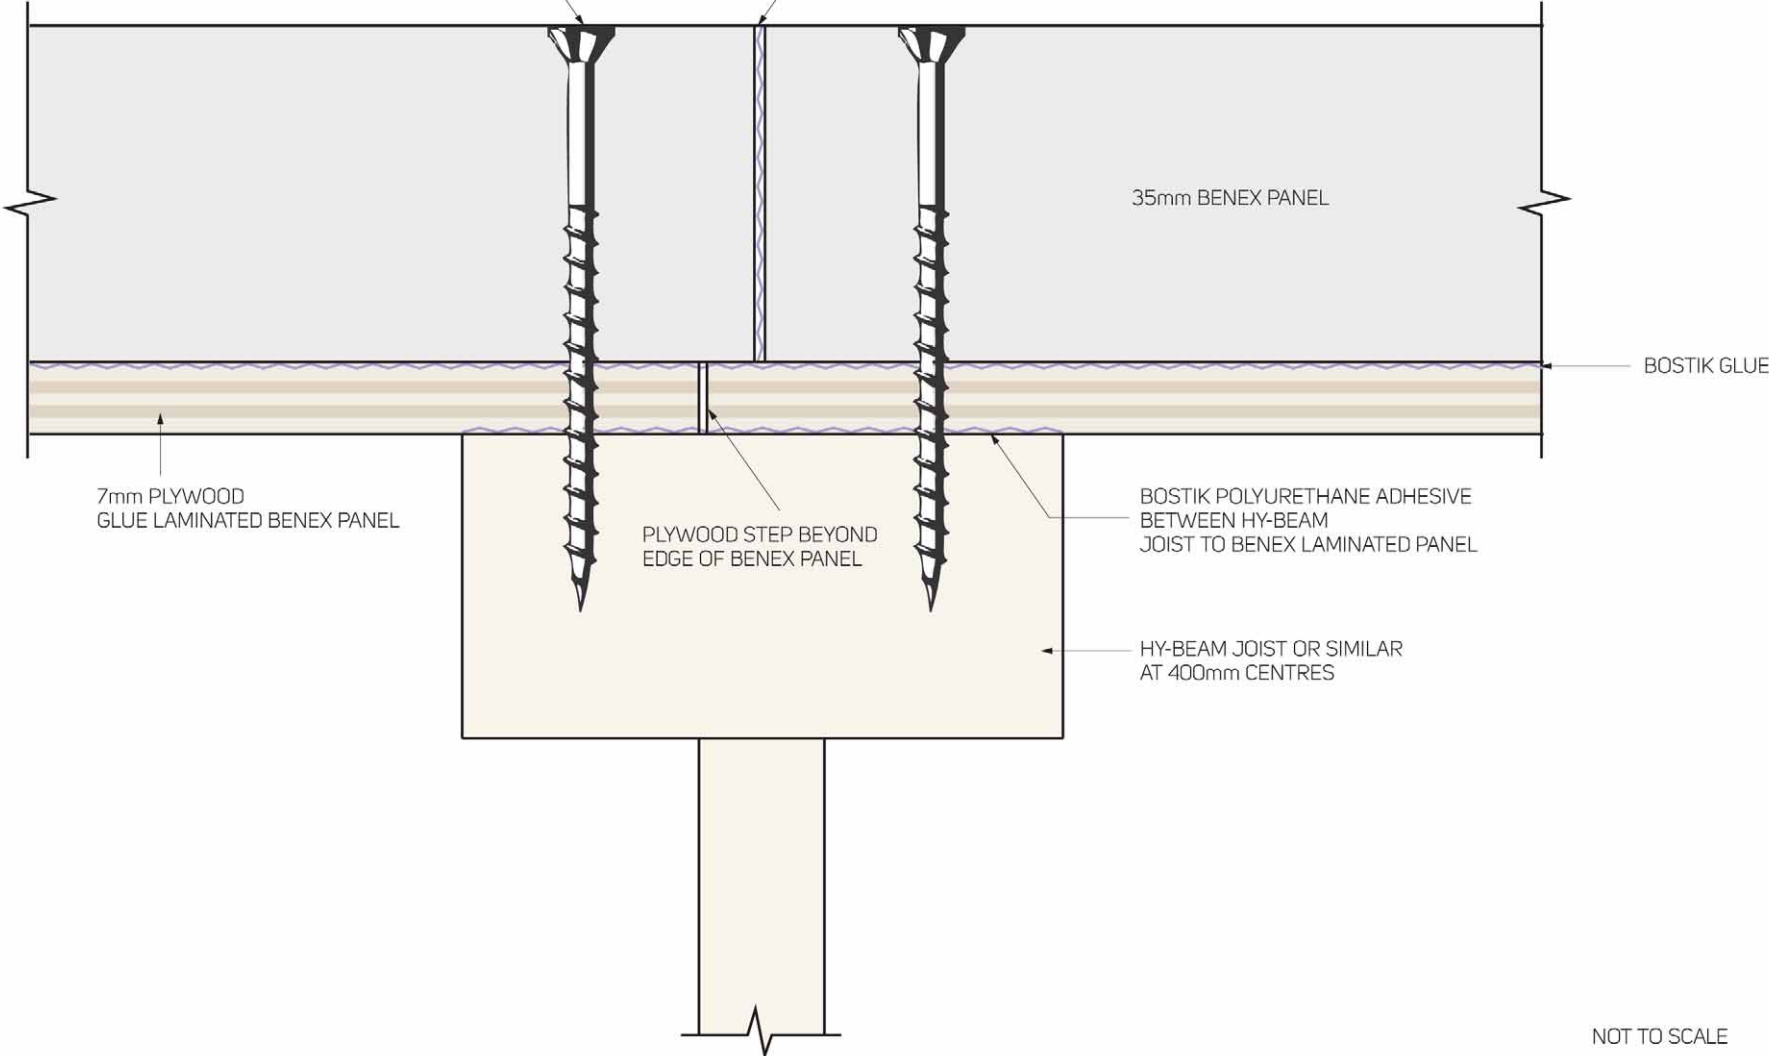 35mm BENEX PANEL
BOSTIK GLUE
7mm PLYWOOD
GLUE LAMINATED BENEX PANEL
PLYWOOD STEP BEYOND
EDGE OF BENEX PANEL
BOSTIK POLYURETHANE ADHESIVE
BETWEEN HY-BEAM
JOIST TO BENEX LAMINATED PANEL
HY-BEAM JOIST OR SIMILAR
AT 400mm CENTRES
NOT TO SCALE